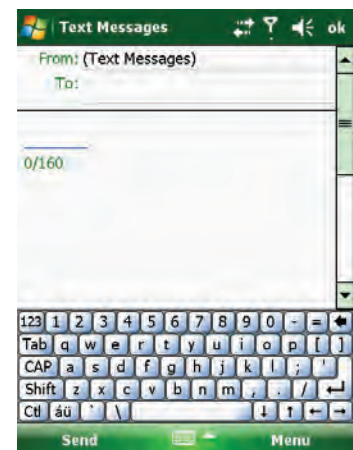 Text Messages ok
From: (Text Messages)
To:
0/160
123 1 2 3 4 5 6 7 8 9 0 - = 🡄
Tab q w e r t y u i o p [ ]
CAP a s d f g h j k l ; '
Shift z x c v b n m , . / ↵
Ctl áü ` \ ↓ ↑ ← →
Send Menu